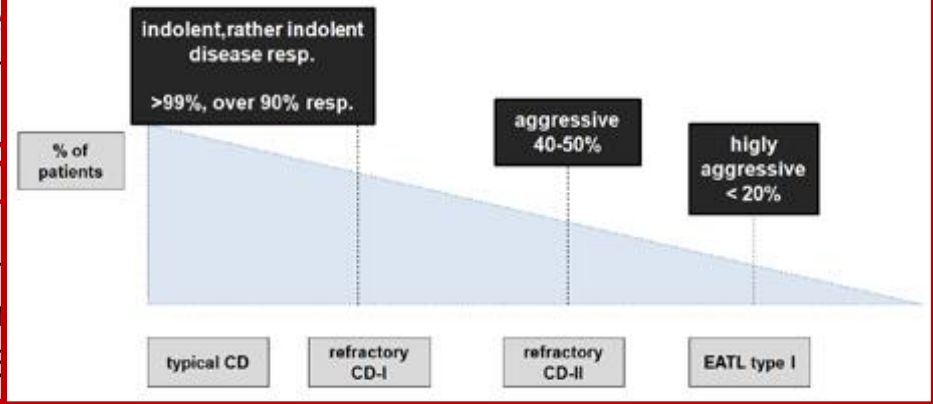 indolent,rather indolent
disease resp.
>99%, over 90% resp.
aggressive
40-50%
higly
aggressive
< 20%
% of
patients
typical CD
refractory
CD-I
refractory
CD-II
EATL type I